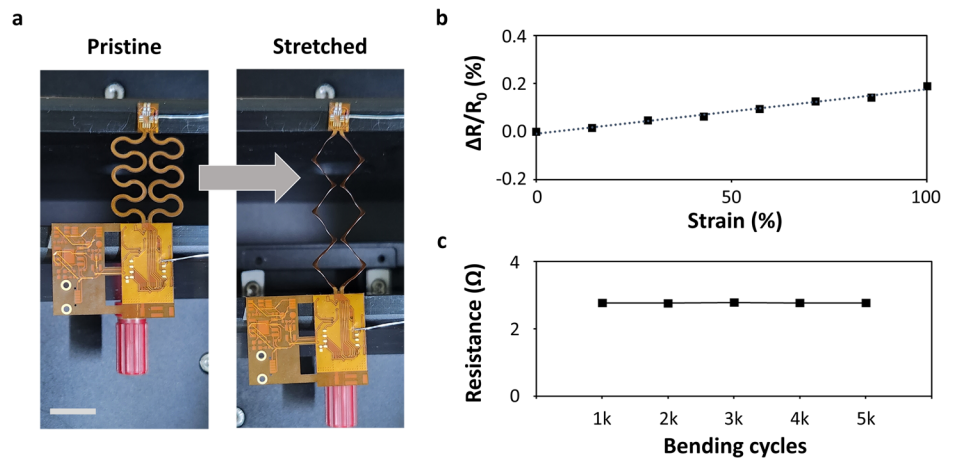 a
Pristine
Stretched
b
ΔR/R0 (%)
0.4
0.2
0.0
-0.2
0
50
100
Strain (%)
c
Resistance (Ω)
4
2
0
1k
2k
3k
4k
5k
Bending cycles